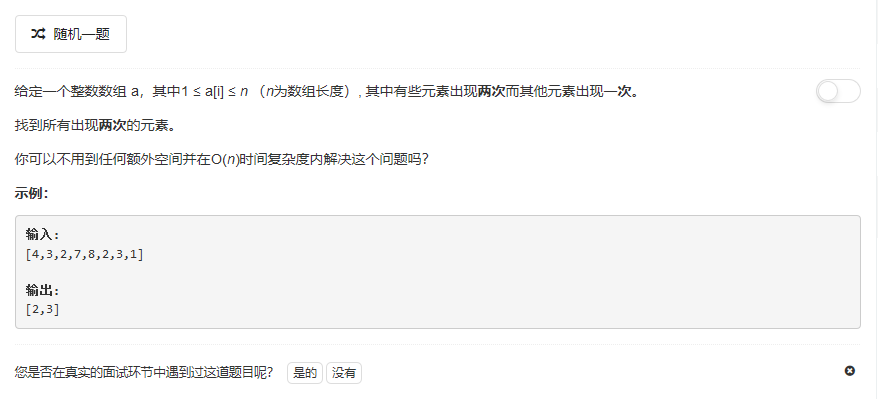 随机一题
给定一个整数数组 a，其中1 ≤ a[i] ≤ n （n为数组长度）, 其中有些元素出现两次而其他元素出现一次。
找到所有出现两次的元素。
你可以不用到任何额外空间并在O(n)时间复杂度内解决这个问题吗？
示例：
输入:
[4,3,2,7,8,2,3,1]
输出:
[2,3]
您是否在真实的面试环节中遇到过这道题目呢？ 是的 没有